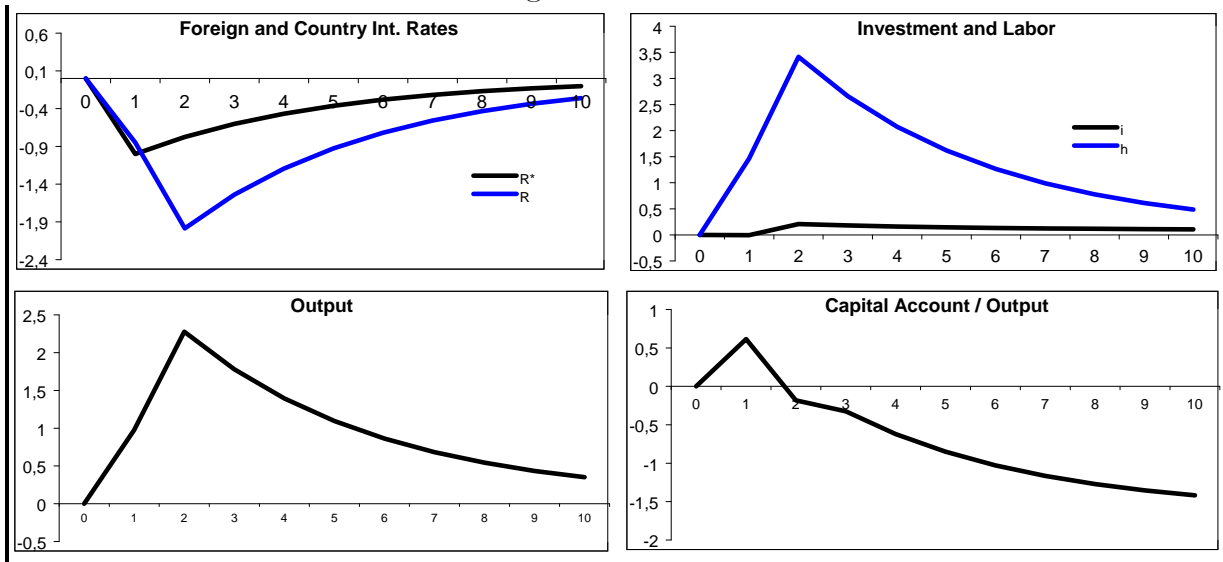 Foreign and Country Int. Rates
0,6
0,1
-0,4
-0,9
-1,4
-1,9
-2,4
0 1 2 3 4 5 6 7 8 9 10
R*
R
Investment and Labor
4
3,5
3
2,5
2
1,5
1
0,5
0
-0,5
0 1 2 3 4 5 6 7 8 9 10
i
h
Output
2,5
2
1,5
1
0,5
0
-0,5
0 1 2 3 4 5 6 7 8 9 10
Capital Account / Output
1
0,5
0
-0,5
-1
-1,5
-2
0 1 2 3 4 5 6 7 8 9 10